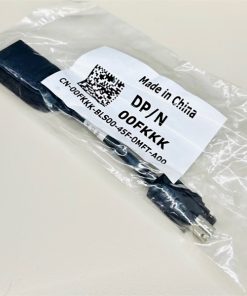 Made in China
DP/N
00FKKK
CN-00FKKK-BLS00-45F-0MFT-A00